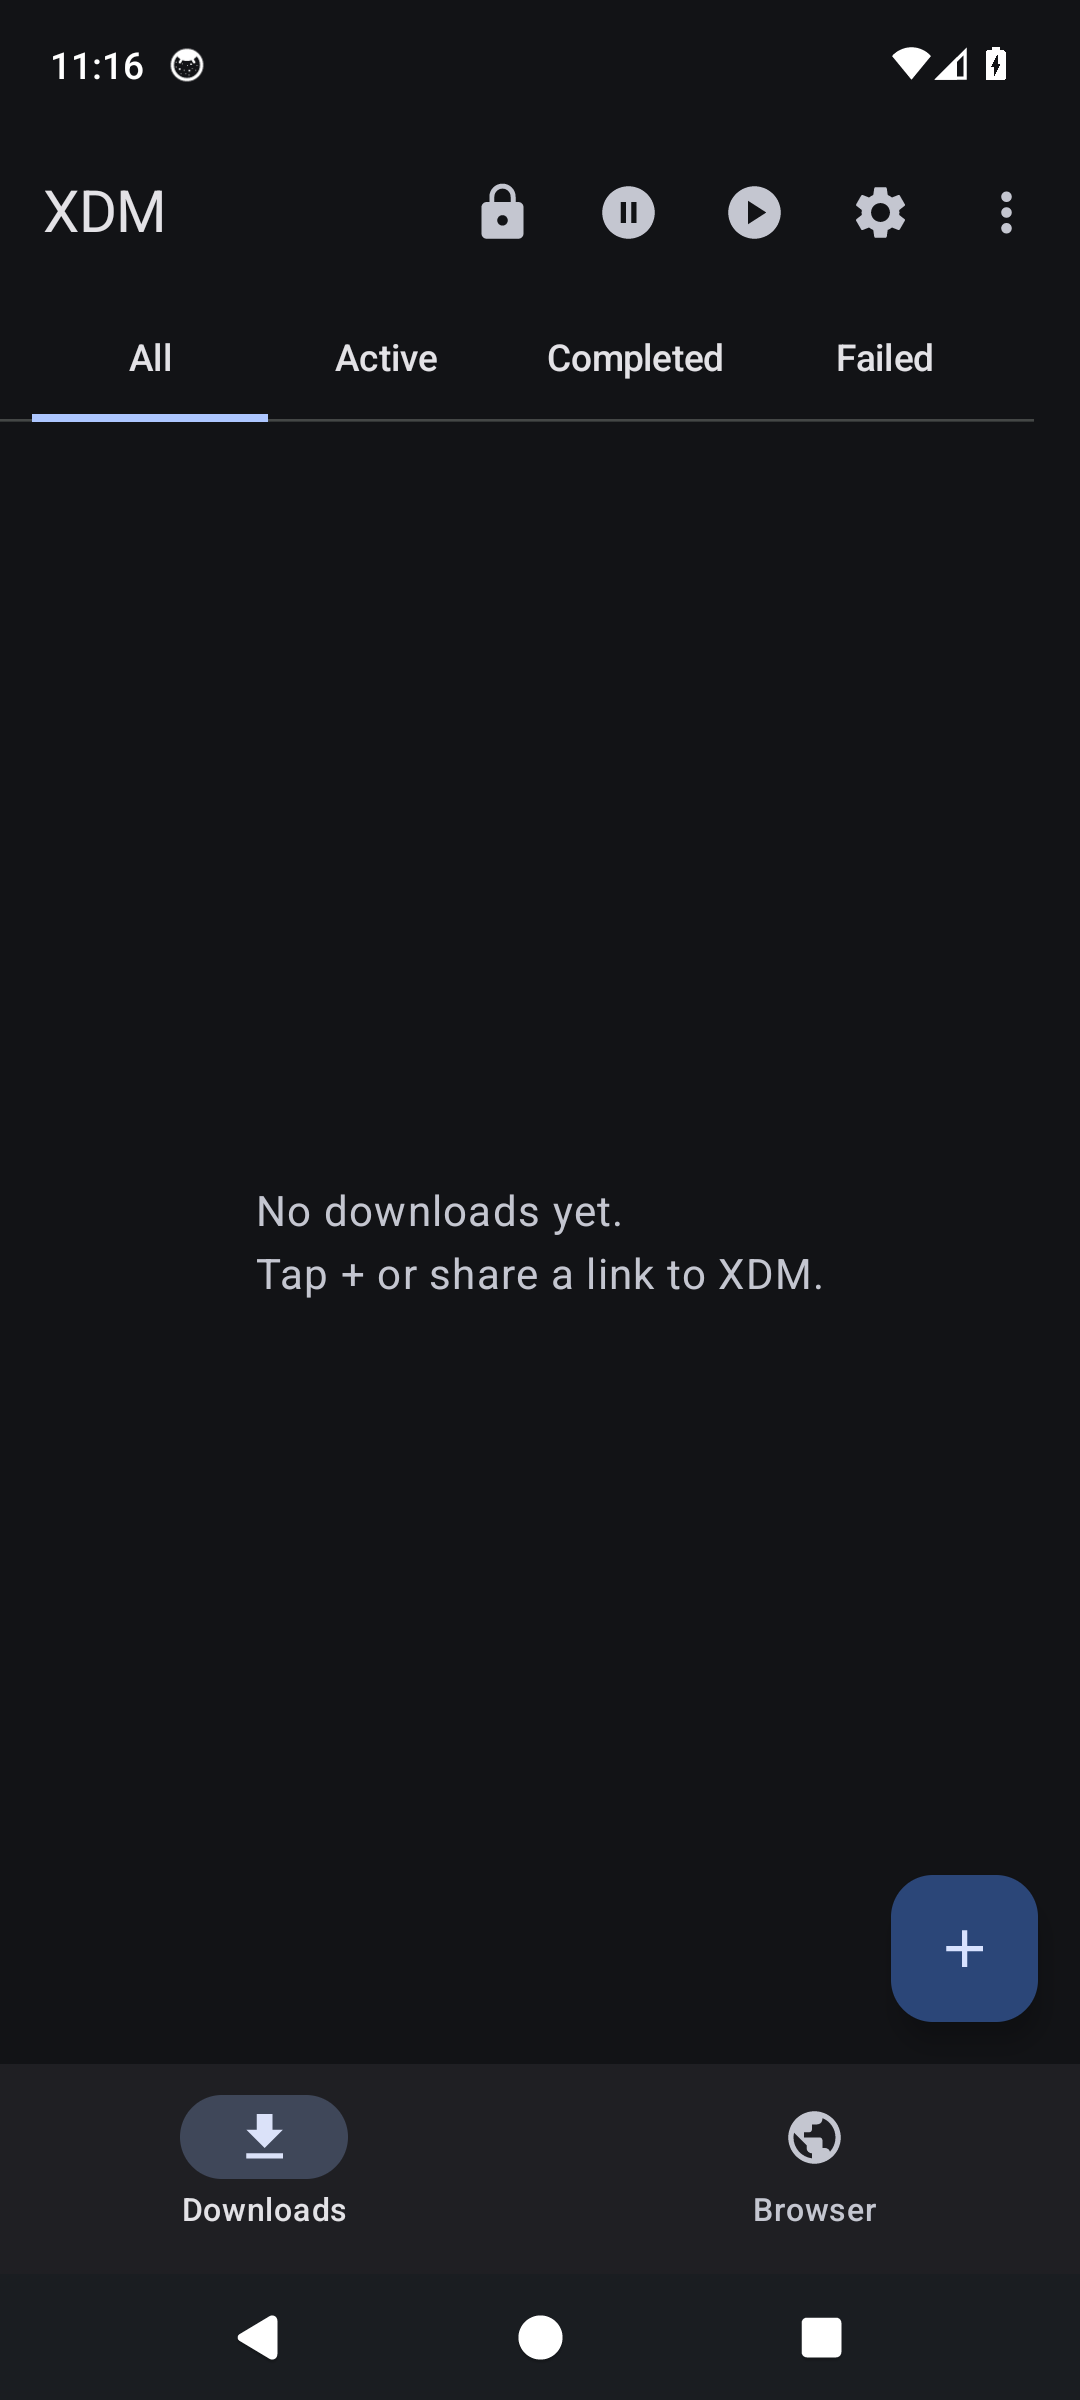 11:16
XDM
All
Active
Completed
Failed
No downloads yet.
Tap + or share a link to XDM.
Downloads
Browser